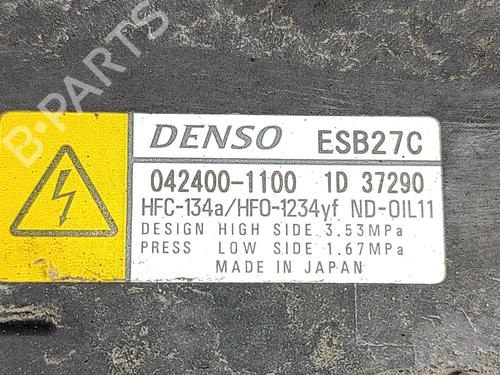 B-PARTS
DENSO ESB27C
042400-1100 1D 37290
HFC-134a/HFO-1234yf ND-OIL11
DESIGN HIGH SIDE 3.53MPa
PRESS LOW SIDE 1.67MPa
MADE IN JAPAN